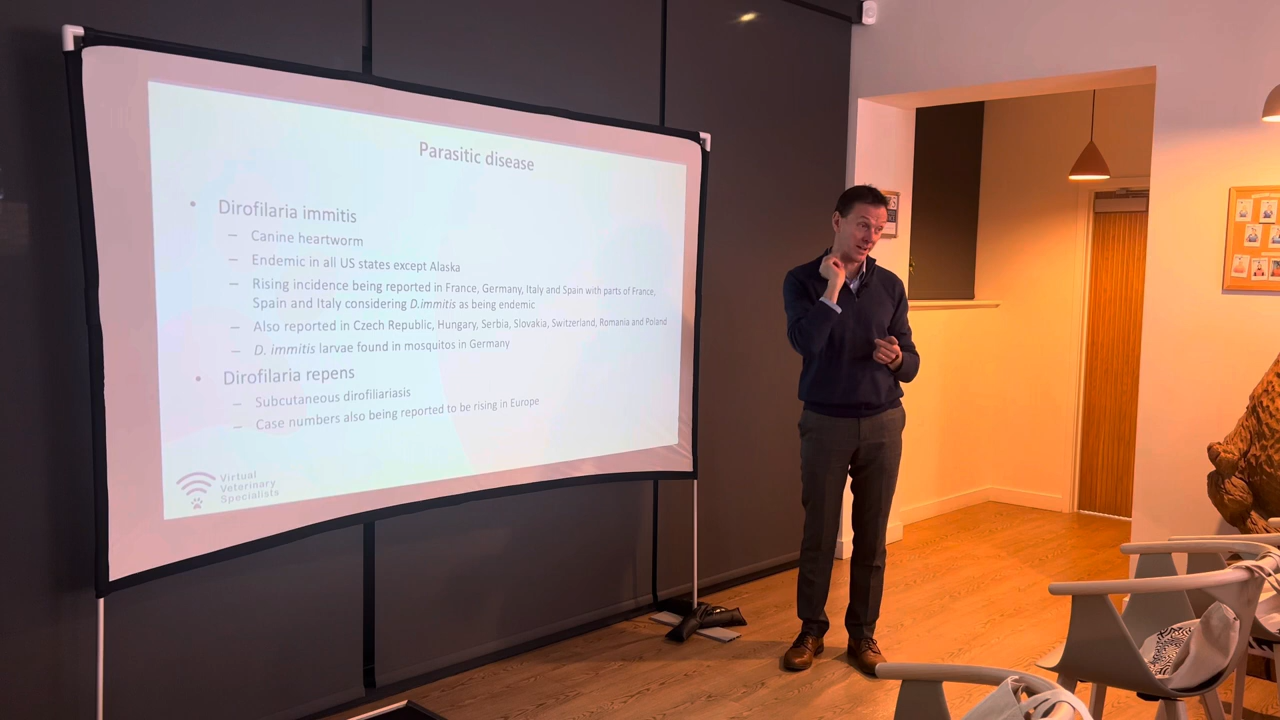 Parasitic disease
• Dirofilaria immitis
– Canine heartworm
– Endemic in all US states except Alaska
– Rising incidence being reported in France, Germany, Italy and Spain with parts of France,
Spain and Italy considering D.immitis as being endemic
– Also reported in Czech Republic, Hungary, Serbia, Slovakia, Switzerland, Romania and Poland
– D. immitis larvae found in mosquitos in Germany
• Dirofilaria repens
– Subcutaneous dirofiliariasis
– Case numbers also being reported to be rising in Europe
Virtual
Veterinary
Specialists